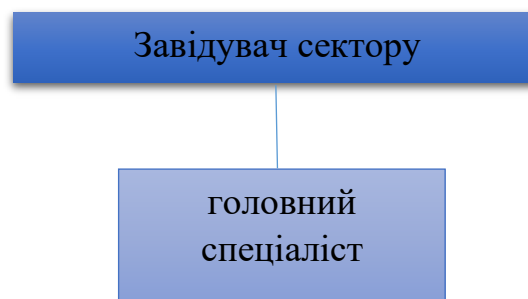 Завідувач сектору
головний
спеціаліст